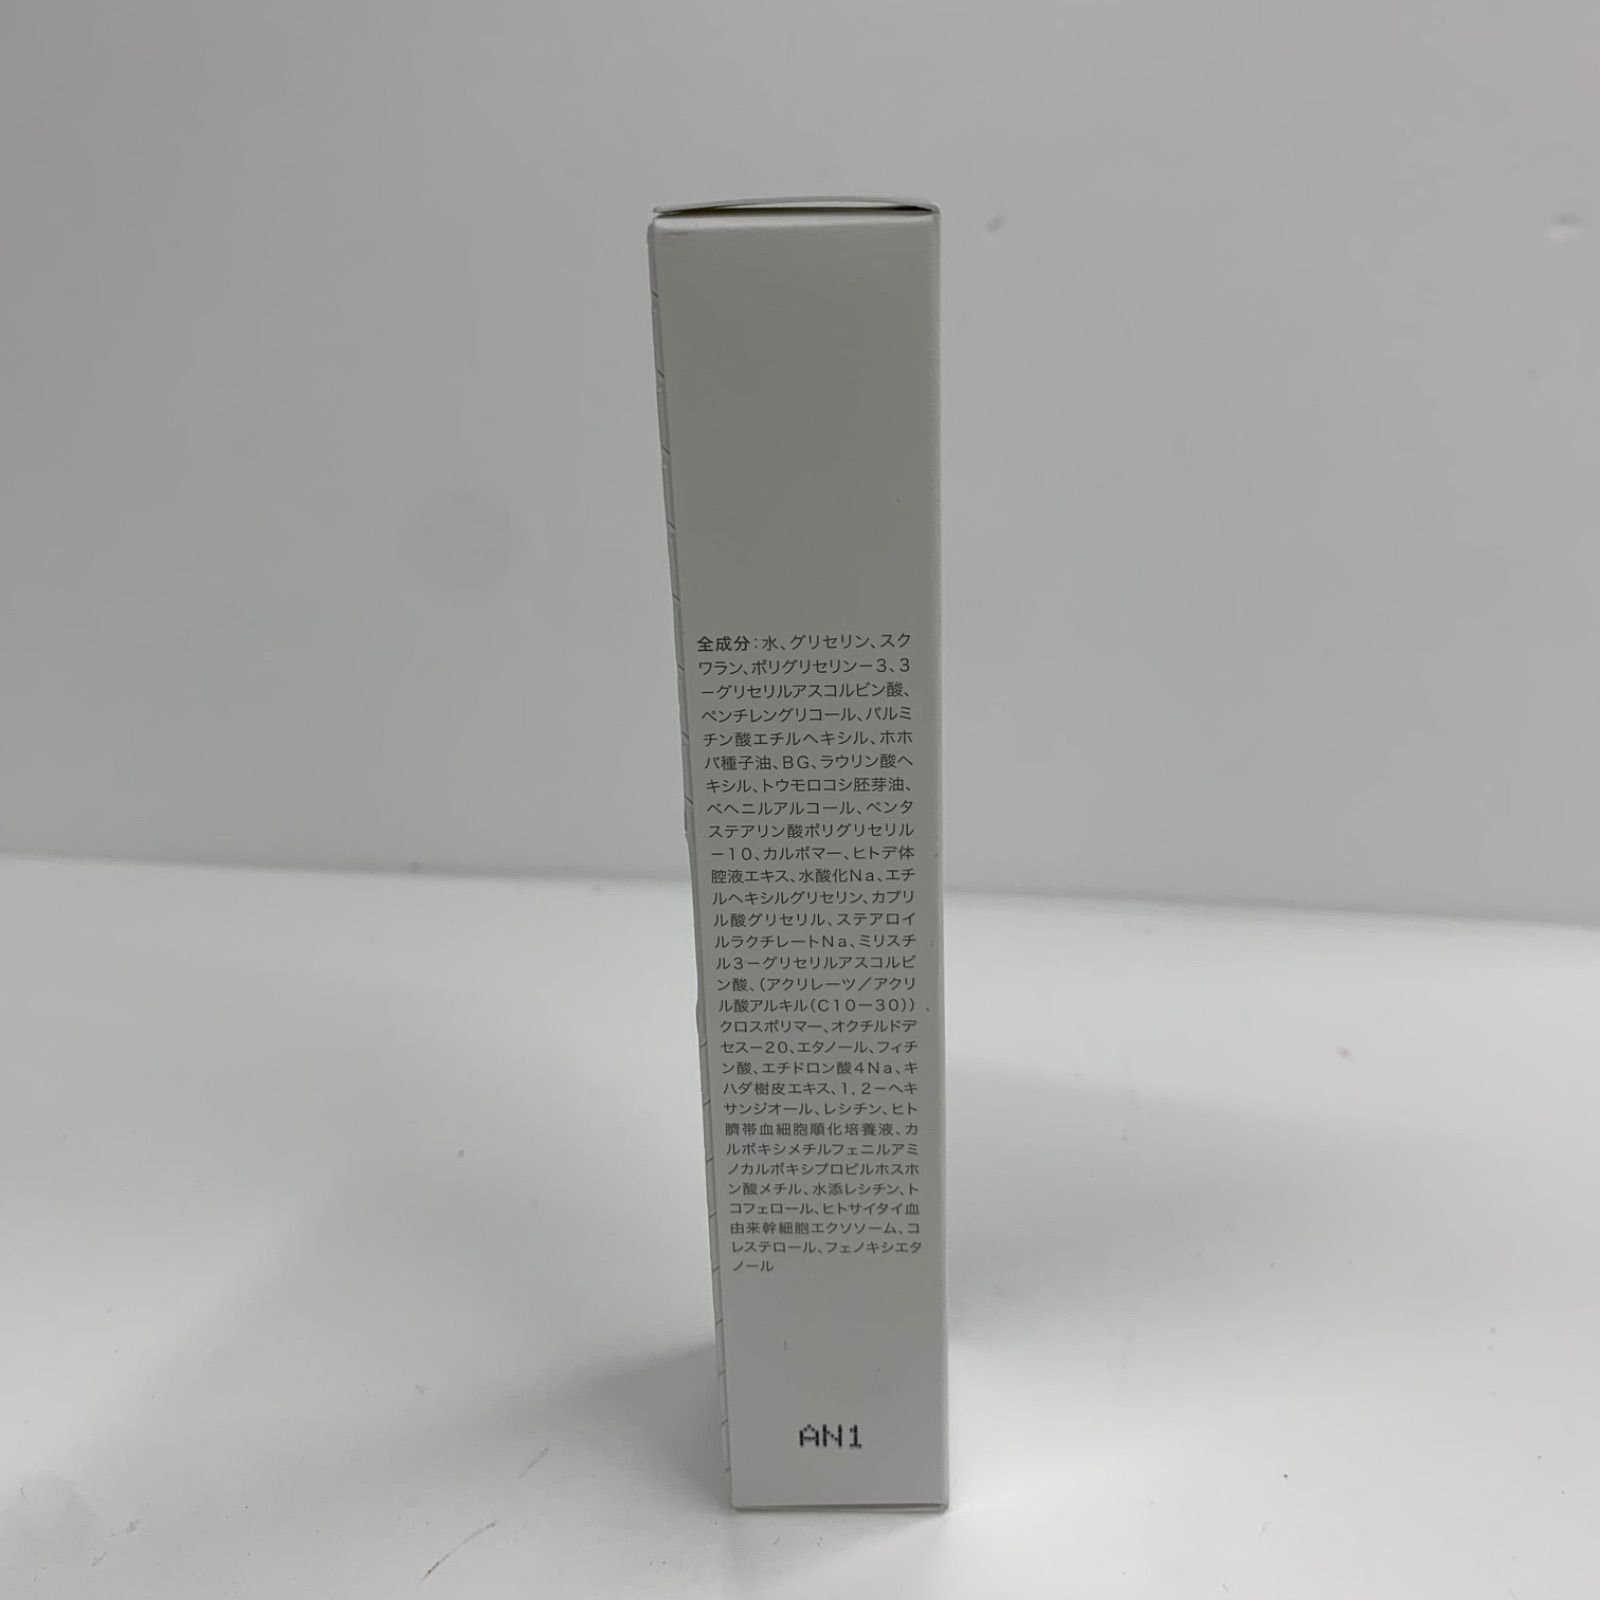 全成分:水、グリセリン、スク
ワラン、ポリグリセリン-3、3
-グリセリルアスコルビン酸、
ペンチレングリコール、パルミ
チン酸エチルヘキシル、ホホ
バ種子油、BG、ラウリン酸ヘ
キシル、トウモロコシ胚芽油、
ベヘニルアルコール、ペンタ
ステアリン酸ポリグリセリル
-10、カルボマー、ヒトデ体
腔液エキス、水酸化Na、エチ
ルヘキシルグリセリン、カプリ
ル酸グリセリル、ステアロイ
ルラクチレートNa、ミリスチ
ル3-グリセリルアスコルビ
ン酸、(アクリレーツ/アクリ
ル酸アルキル(C10-30))、
クロスポリマー、オクチルドデ
セス-20、エタノール、フィチ
ン酸、エチドロン酸4Na、キ
ハダ樹皮エキス、1,2-ヘキ
サンジオール、レシチン、ヒト
臍帯血細胞順化培養液、カ
ルボキシメチルフェニルアミ
ノカルボキシプロピルホスホ
ン酸メチル、水添レシチン、ト
コフェロール、ヒトサイタイ血
由来幹細胞エクソソーム、コ
レステロール、フェノキシエタ
ノール
AN1